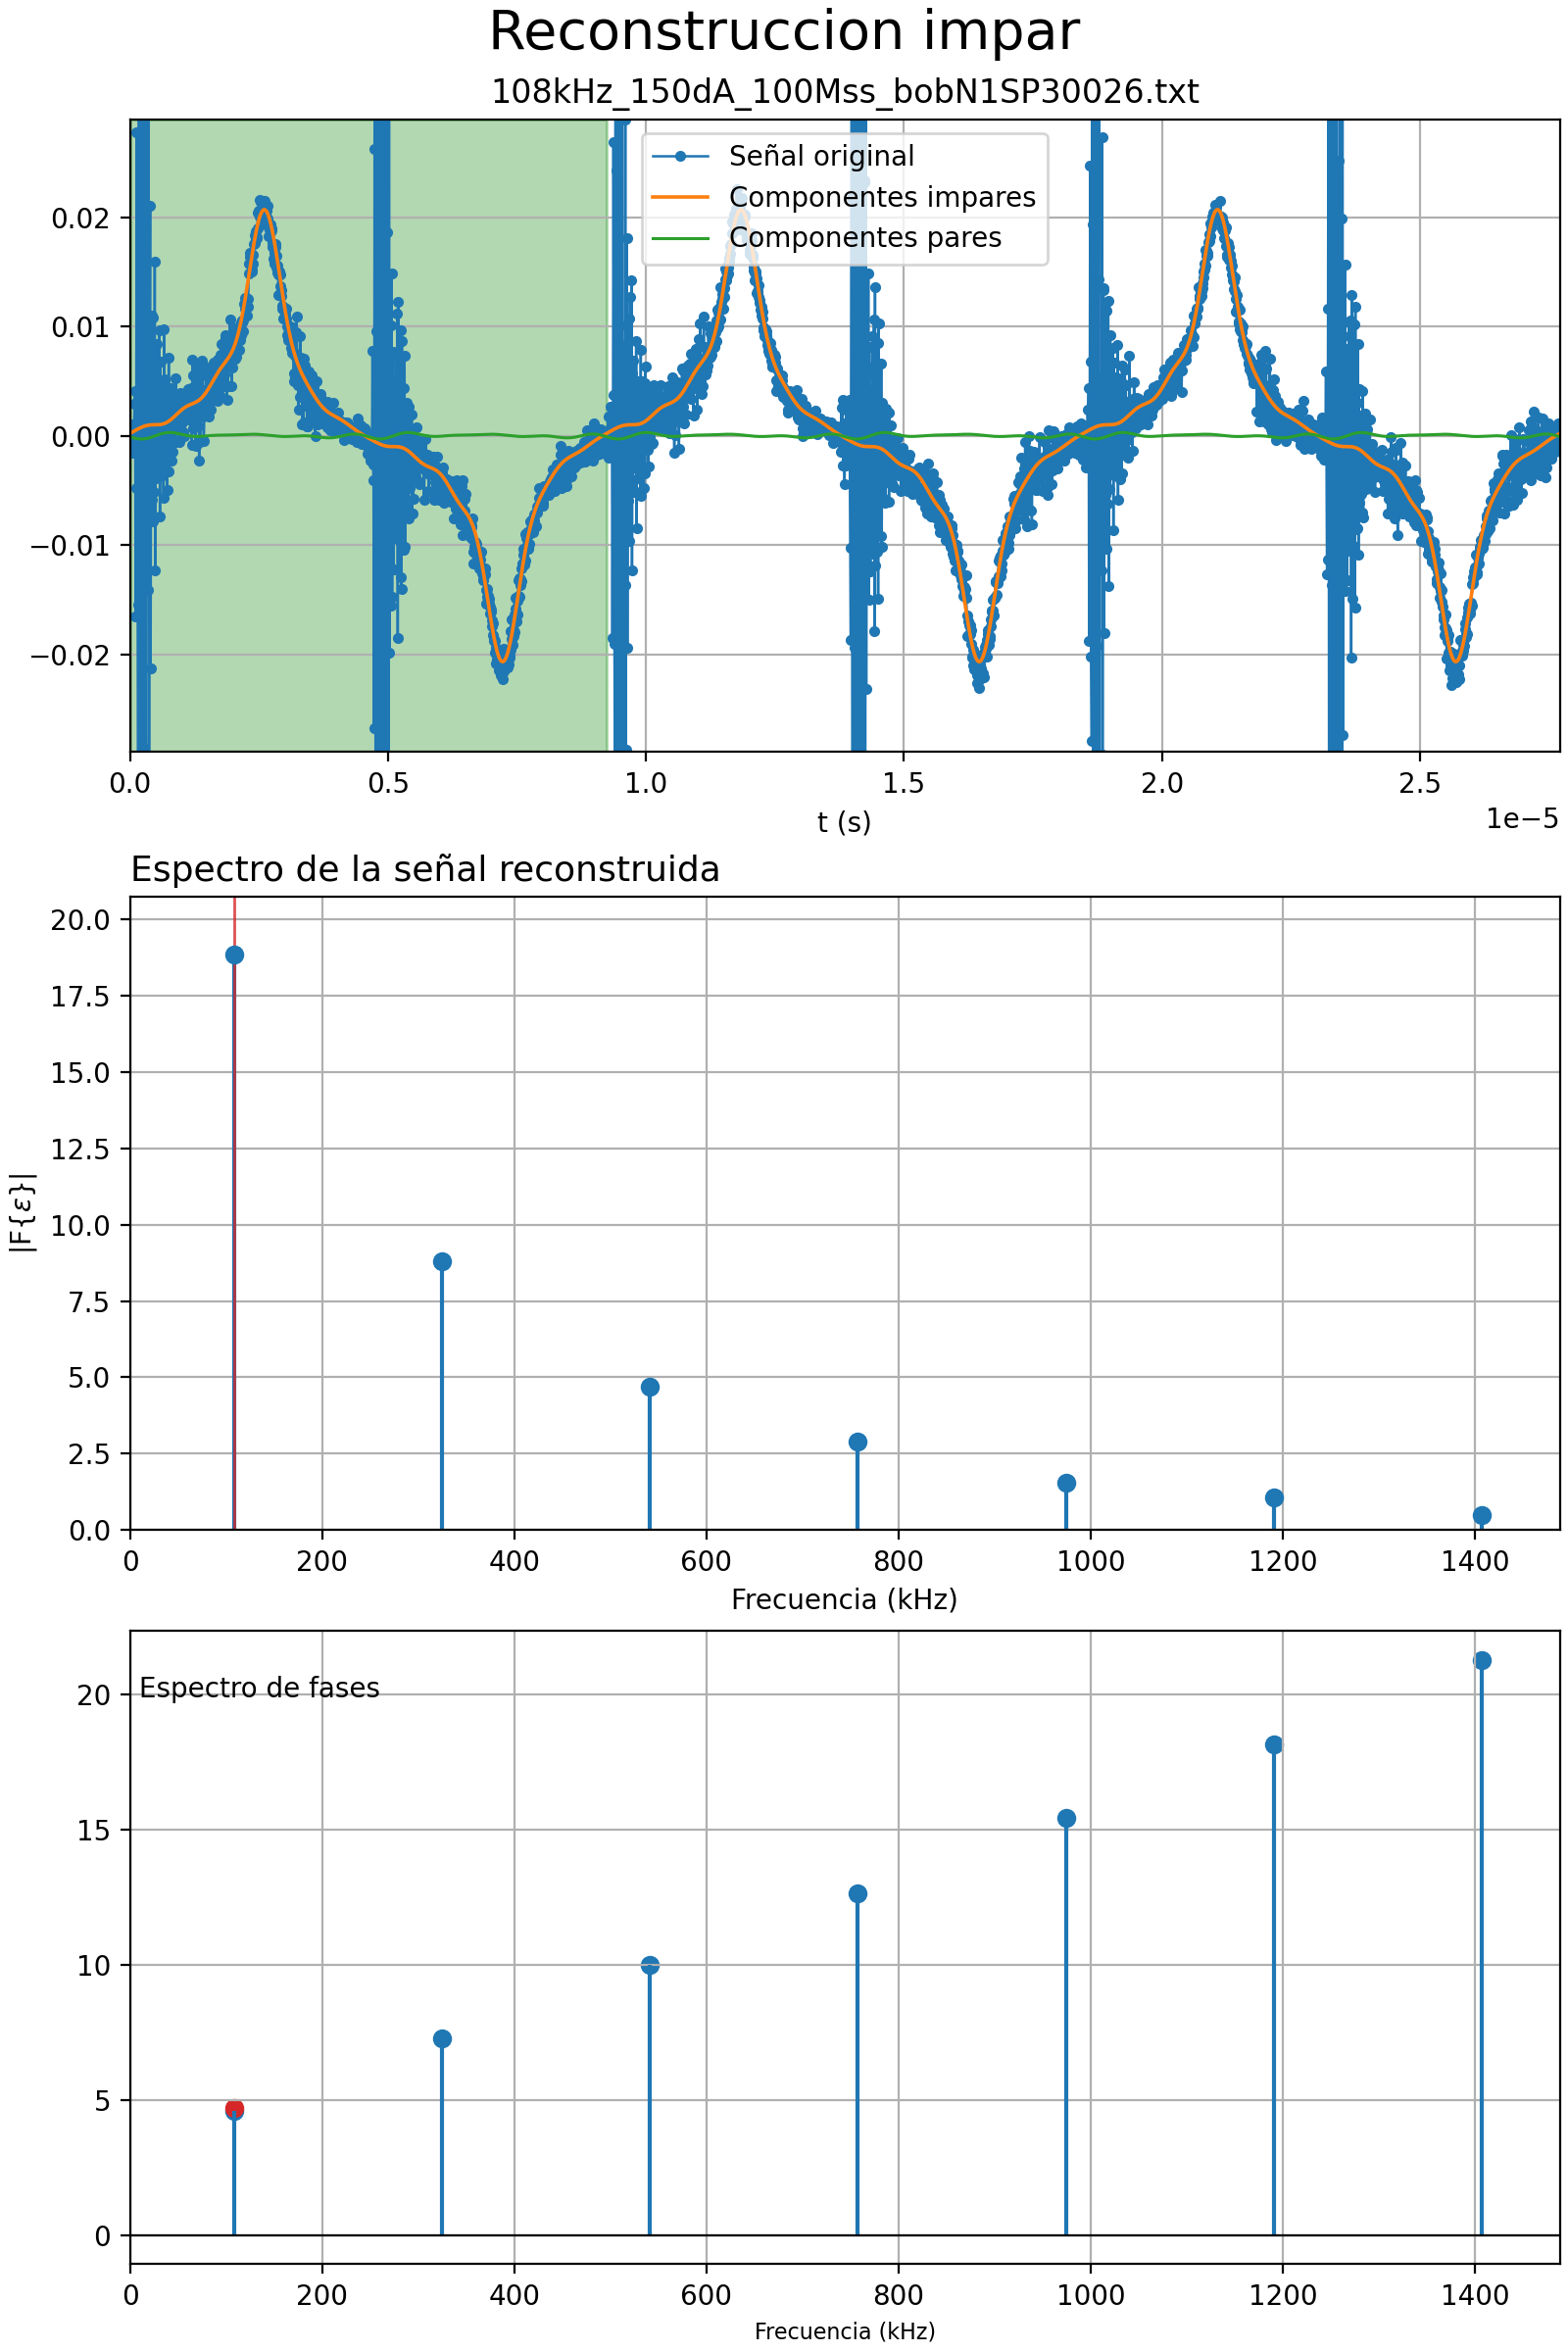 Reconstruccion impar
108kHz_150dA_100Mss_bobN1SP30026.txt
Señal original
Componentes impares
Componentes pares
0.02
0.01
0.00
−0.01
−0.02
0.0 0.5 1.0 1.5 2.0 2.5
1e−5
t (s)
Espectro de la señal reconstruida
20.0
17.5
15.0
12.5
10.0
7.5
5.0
2.5
0.0
|F{ε}|
0 200 400 600 800 1000 1200 1400
Frecuencia (kHz)
Espectro de fases
20
15
10
5
0
0 200 400 600 800 1000 1200 1400
Frecuencia (kHz)